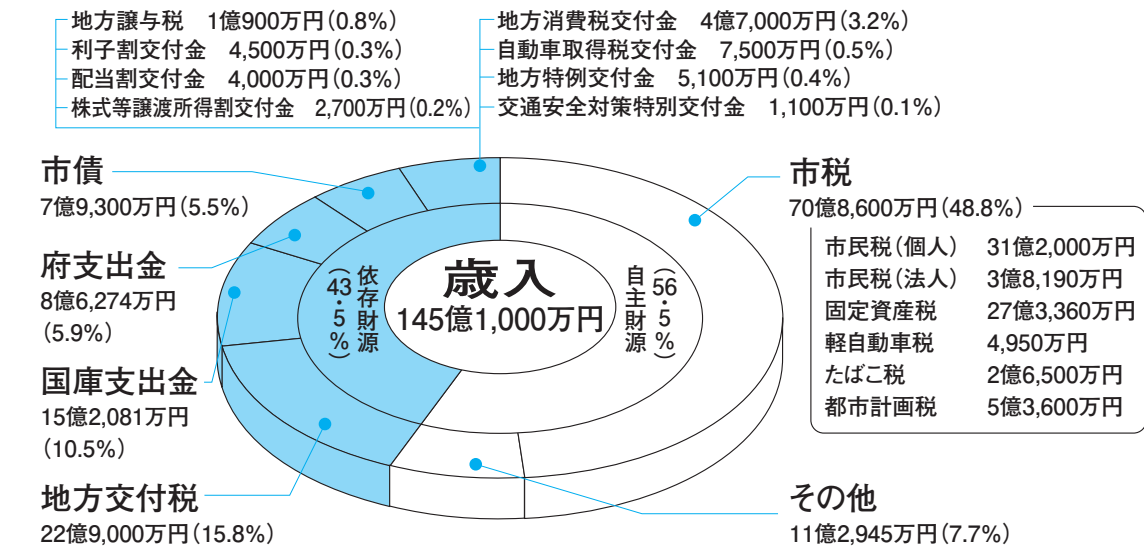 地方譲与税 1億900万円(0.8%)
利子割交付金 4,500万円(0.3%)
配当割交付金 4,000万円(0.3%)
株式等譲渡所得割交付金 2,700万円(0.2%)
地方消費税交付金 4億7,000万円(3.2%)
自動車取得税交付金 7,500万円(0.5%)
地方特例交付金 5,100万円(0.4%)
交通安全対策特別交付金 1,100万円(0.1%)
市債
7億9,300万円(5.5%)
府支出金
8億6,274万円
(5.9%)
国庫支出金
15億2,081万円
(10.5%)
地方交付税
22億9,000万円(15.8%)
依存財源
(43・5%)
歳入
145億1,000万円
自主財源
(56・5%)
市税
70億8,600万円(48.8%)
市民税(個人) 31億2,000万円
市民税(法人) 3億8,190万円
固定資産税 27億3,360万円
軽自動車税 4,950万円
たばこ税 2億6,500万円
都市計画税 5億3,600万円
その他
11億2,945万円(7.7%)